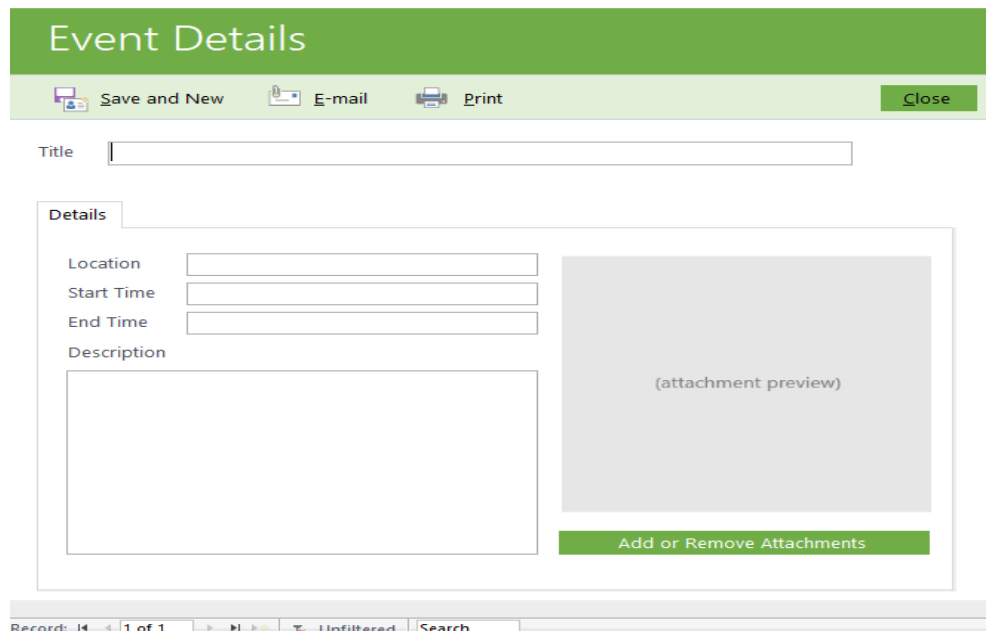 Event Details
Save and New E-mail Print Close
Title
Details
Location
Start Time
End Time
Description
(attachment preview)
Add or Remove Attachments
Record: 1 of 1 Unfiltered Search